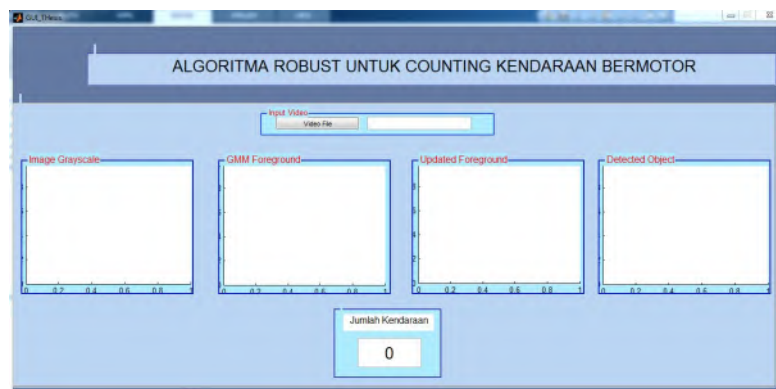 GUI_Thesis
ALGORITMA ROBUST UNTUK COUNTING KENDARAAN BERMOTOR
Input Video
Video File
Image Grayscale
GMM Foreground
Updated Foreground
Detected Object
0 0.2 0.4 0.6 0.8 1
0 0.2 0.4 0.6 0.8 1
0 0.2 0.4 0.6 0.8 1
0 0.2 0.4 0.6 0.8 1
Jumlah Kendaraan
0